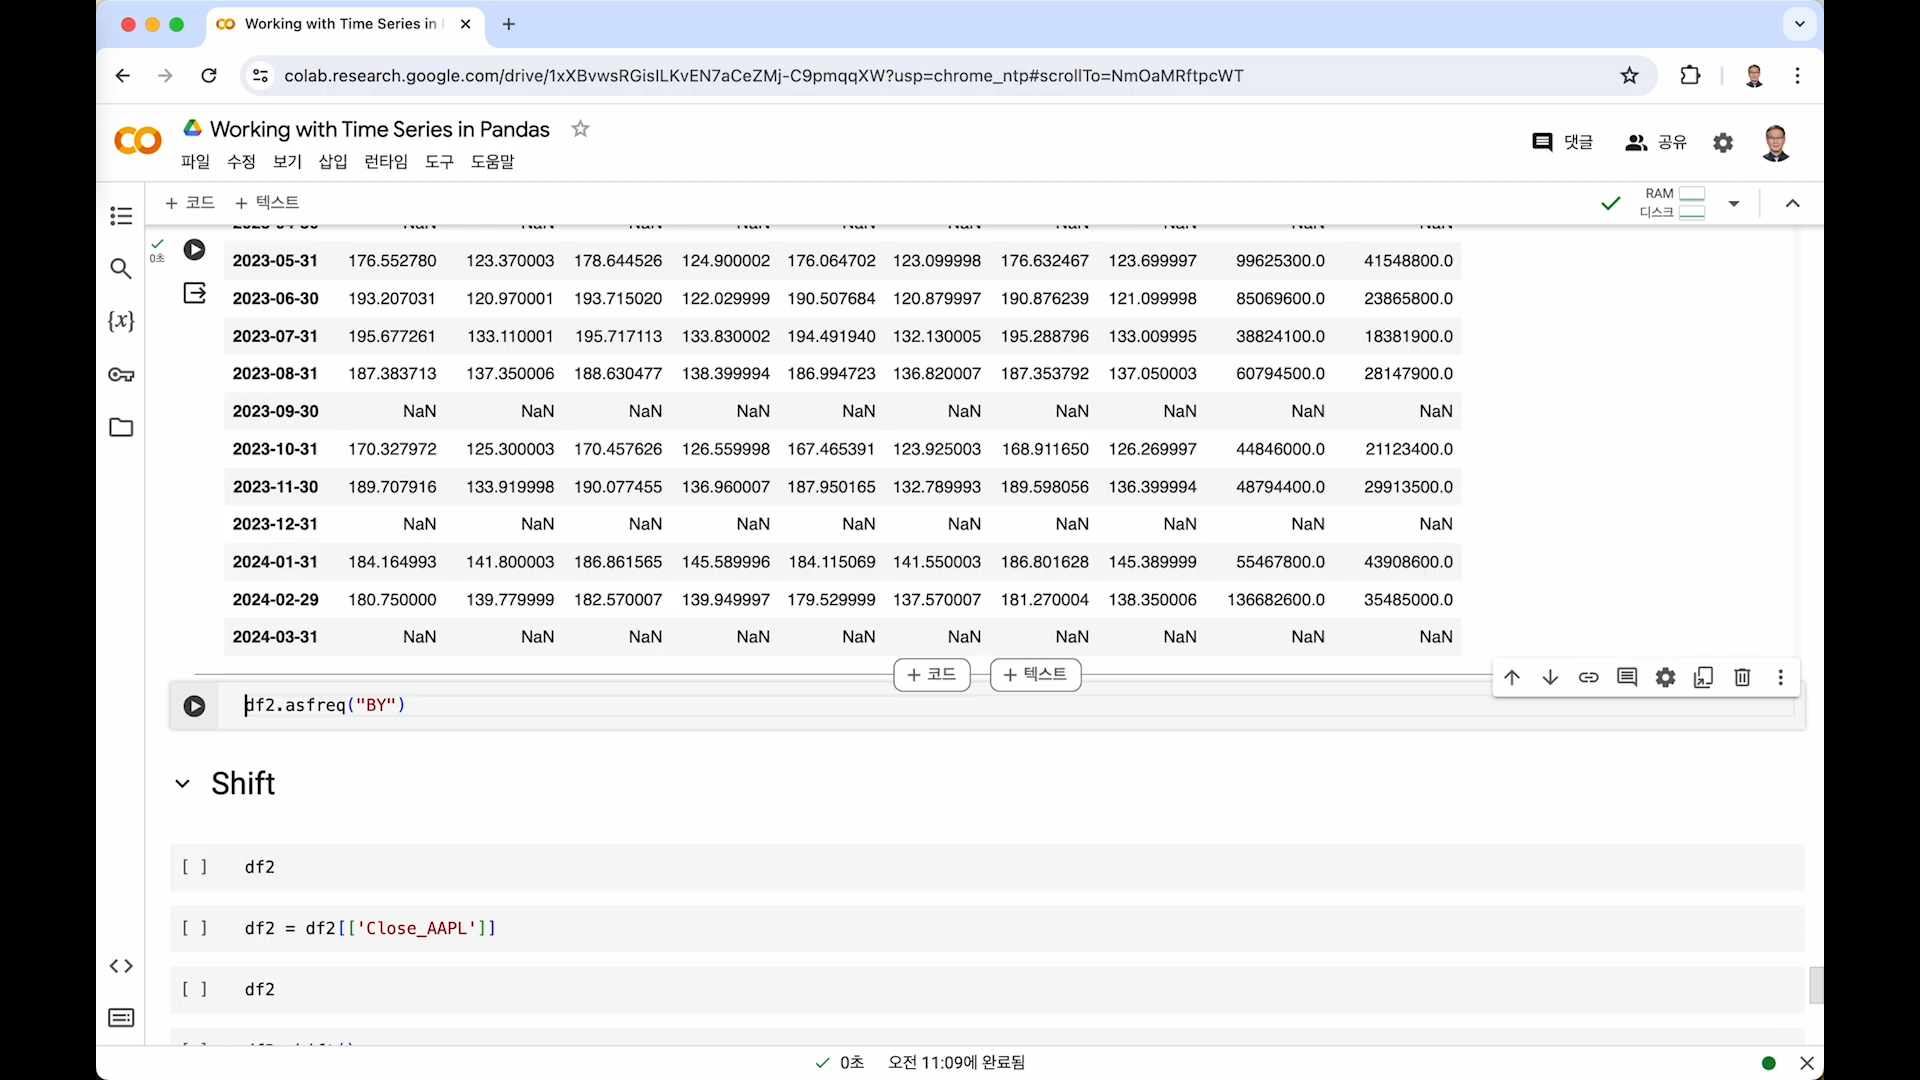 Working with Time Series in
colab.research.google.com/drive/1xXBvwsRGisILKvEN7aCeZMj-C9pmqqXW?usp=chrome_ntp#scrollTo=NmOaMRftpcWT
Working with Time Series in Pandas
댓글 공유
파일 수정 보기 삽입 런타임 도구 도움말
+ 코드 + 텍스트
RAM
디스크
{x}
0초
2023-05-31 176.552780 123.370003 178.644526 124.900002 176.064702 123.099998 176.632467 123.699997 99625300.0 41548800.0
2023-06-30 193.207031 120.970001 193.715020 122.029999 190.507684 120.879997 190.876239 121.099998 85069600.0 23865800.0
2023-07-31 195.677261 133.110001 195.717113 133.830002 194.491940 132.130005 195.288796 133.009995 38824100.0 18381900.0
2023-08-31 187.383713 137.350006 188.630477 138.399994 186.994723 136.820007 187.353792 137.050003 60794500.0 28147900.0
2023-09-30 NaN NaN NaN NaN NaN NaN NaN NaN NaN NaN
2023-10-31 170.327972 125.300003 170.457626 126.559998 167.465391 123.925003 168.911650 126.269997 44846000.0 21123400.0
2023-11-30 189.707916 133.919998 190.077455 136.960007 187.950165 132.789993 189.598056 136.399994 48794400.0 29913500.0
2023-12-31 NaN NaN NaN NaN NaN NaN NaN NaN NaN NaN
2024-01-31 184.164993 141.800003 186.861565 145.589996 184.115069 141.550003 186.801628 145.389999 55467800.0 43908600.0
2024-02-29 180.750000 139.779999 182.570007 139.949997 179.529999 137.570007 181.270004 138.350006 136682600.0 35485000.0
2024-03-31 NaN NaN NaN NaN NaN NaN NaN NaN NaN NaN
+ 코드 + 텍스트
df2.asfreq("BY")
Shift
[ ] df2
[ ] df2 = df2[['Close_AAPL']]
[ ] df2
0초 오전 11:09에 완료됨